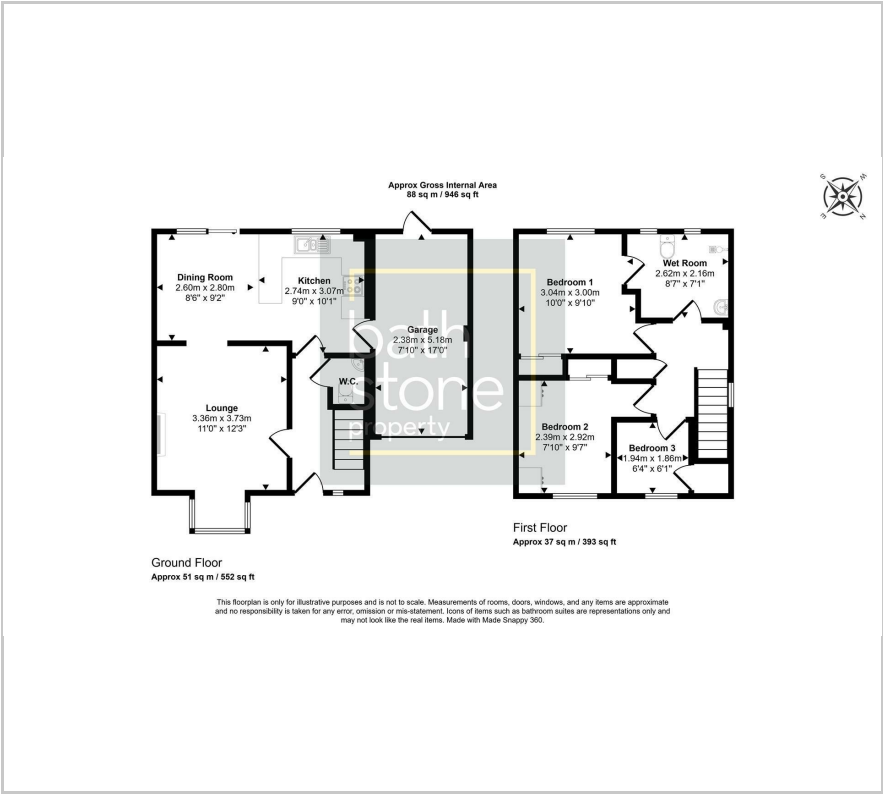 Approx Gross Internal Area
88 sq m / 946 sq ft
S
W
E
N
Dining Room
2.60m x 2.80m
8'6" x 9'2"
Kitchen
2.74m x 3.07m
9'0" x 10'1"
Garage
2.38m x 5.18m
7'10" x 17'0"
W.C.
Lounge
3.36m x 3.73m
11'0" x 12'3"
bath
stone
property
Bedroom 1
3.04m x 3.00m
10'0" x 9'10"
Wet Room
2.62m x 2.16m
8'7" x 7'1"
Bedroom 2
2.39m x 2.92m
7'10" x 9'7"
Bedroom 3
1.94m x 1.86m
6'4" x 6'1"
Ground Floor
Approx 51 sq m / 552 sq ft
First Floor
Approx 37 sq m / 393 sq ft
This floorplan is only for illustrative purposes and is not to scale. Measurements of rooms, doors, windows, and any items are approximate
and no responsibility is taken for any error, omission or mis-statement. Icons of items such as bathroom suites are representations only and
may not look like the real items. Made with Made Snappy 360.